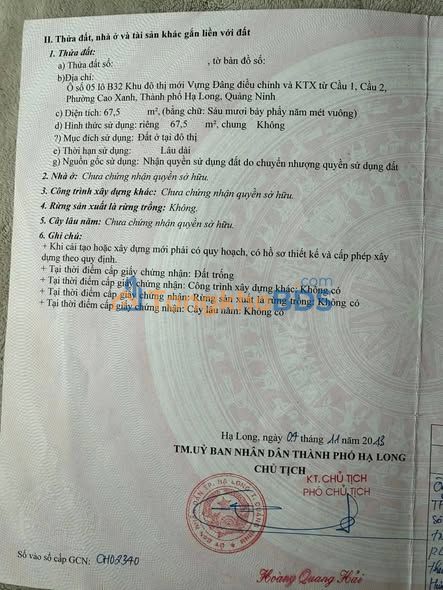 II. Thửa đất, nhà ở và tài sản khác gắn liền với đất
1. Thửa đất:
a) Thửa đất số: , tờ bản đồ số:
b)Địa chỉ:
Ô số 05 lô B32 Khu đô thị mới Vựng Đâng điều chỉnh và KTX từ Cầu 1, Cầu 2,
Phường Cao Xanh, Thành phố Hạ Long, Quảng Ninh
c) Diện tích: 67,5 m², (bằng chữ: Sáu mươi bảy phẩy năm mét vuông)
d) Hình thức sử dụng: riêng 67,5 m², chung Không
?) Mục đích sử dụng: Đất ở tại đô thị
e) Thời hạn sử dụng: Lâu dài
g) Nguồn gốc sử dụng: Nhận quyền sử dụng đất do chuyển nhượng quyền sử dụng đất
2. Nhà ở: Chưa chứng nhận quyền sở hữu.
3. Công trình xây dựng khác: Chưa chứng nhận quyền sở hữu.
4. Rừng sản xuất là rừng trồng: Không.
5. Cây lâu năm: Chưa chứng nhận quyền sở hữu.
6. Ghi chú:
+ Khi cải tạo hoặc xây dựng mới phải có quy hoạch, có hồ sơ thiết kế và cấp phép xây
dựng theo quy định.
+ Tại thời điểm cấp giấy chứng nhận: Đất trống
+ Tại thời điểm cấp giấy chứng nhận: Công trình xây dựng khác: Không có
+ Tại thời điểm cấp giấy chứng nhận: Rừng sản xuất là rừng trồng: Không có
+ Tại thời điểm cấp giấy chứng nhận: Cây lâu năm: Không có
.com
BDS
Hạ Long, ngày 07 tháng 11 năm 2013
TM.UỶ BAN NHÂN DÂN THÀNH PHỐ HẠ LONG
CHỦ TỊCH
KT. CHỦ TỊCH
PHÓ CHỦ TỊCH
Số vào sổ cấp GCN: CH02340
Hoàng Quang Hải